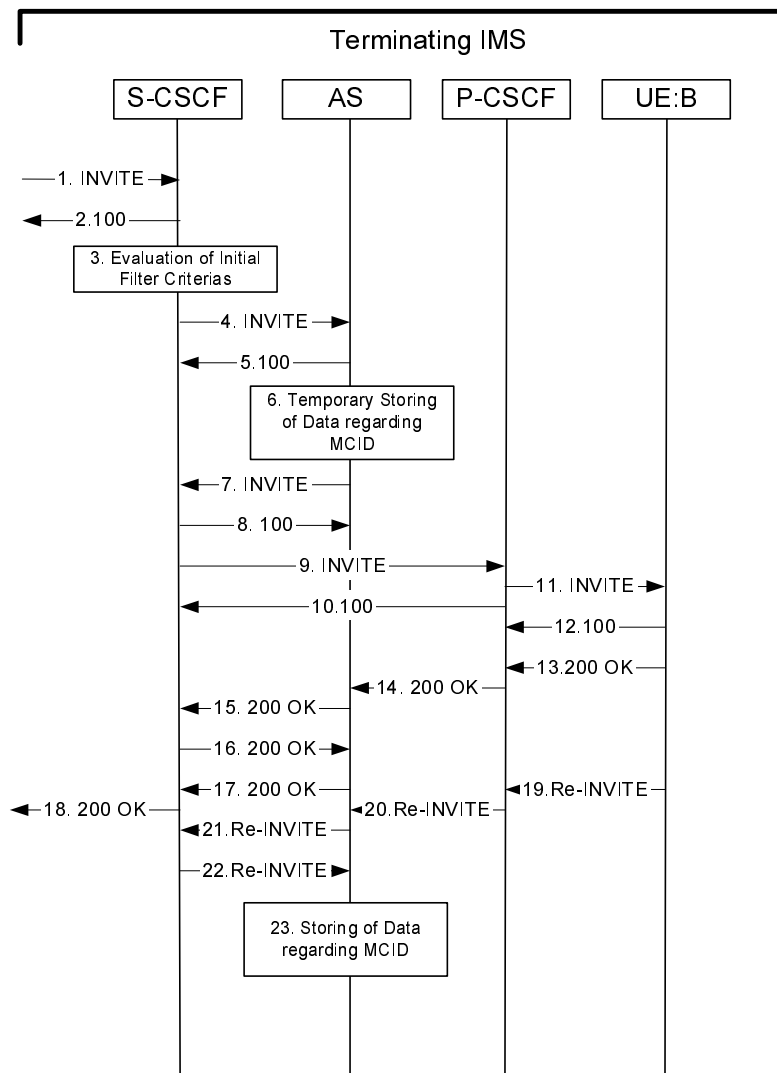 Terminating IMS
S-CSCF
AS
P-CSCF
UE:B
1. INVITE
2.100
3. Evaluation of Initial
Filter Criterias
4. INVITE
5.100
6. Temporary Storing
of Data regarding
MCID
7. INVITE
8. 100
9. INVITE
11. INVITE
10.100
12.100
13.200 OK
14. 200 OK
15. 200 OK
16. 200 OK
17. 200 OK
19.Re-INVITE
18. 200 OK
20.Re-INVITE
21.Re-INVITE
22.Re-INVITE
23. Storing of Data
regarding MCID